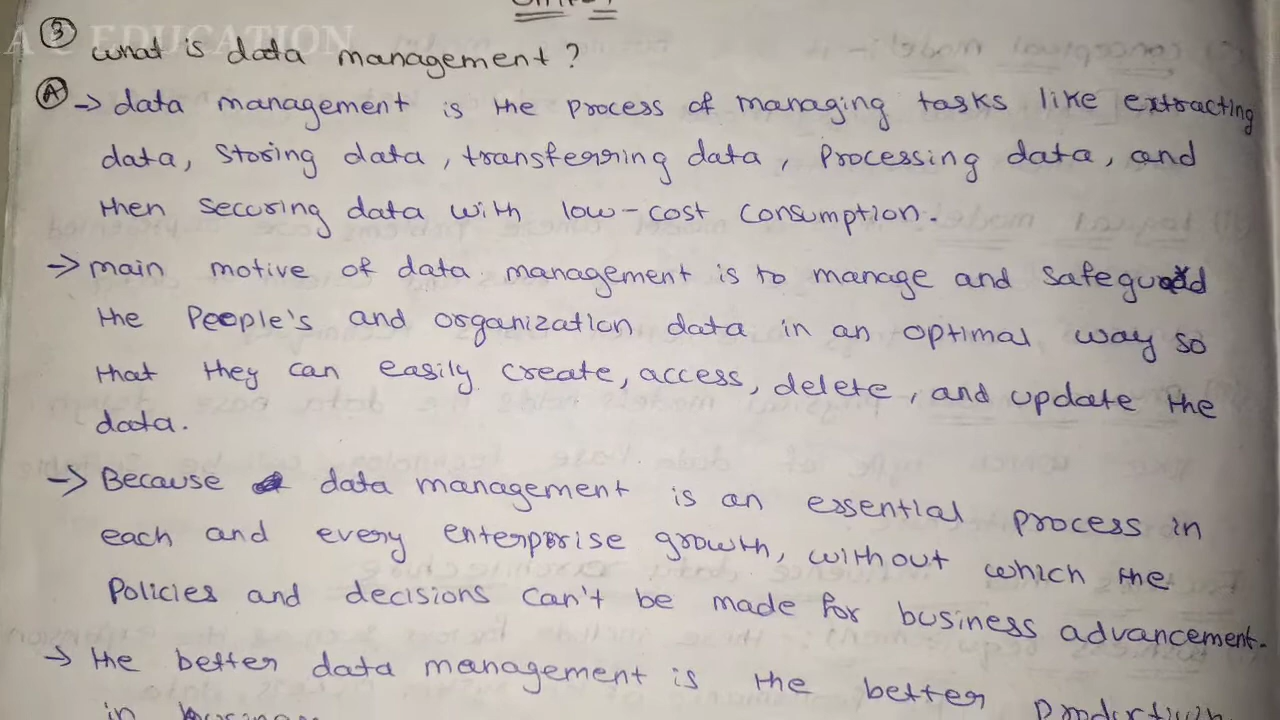 A C EDUCATION
③
what is data management?
Ⓐ → data management is the process of managing tasks like extracting
data, storing data, transferring data, processing data, and
then securing data with low-cost consumption.
→ main motive of data management is to manage and safeguard
the people's and organization data in an optimal way so
that they can easily create, access, delete, and update the
data.
→ Because data management is an essential process in
each and every enterprise growth, without which the
policies and decisions can't be made for business advancement.
→ the better data management is the better
in